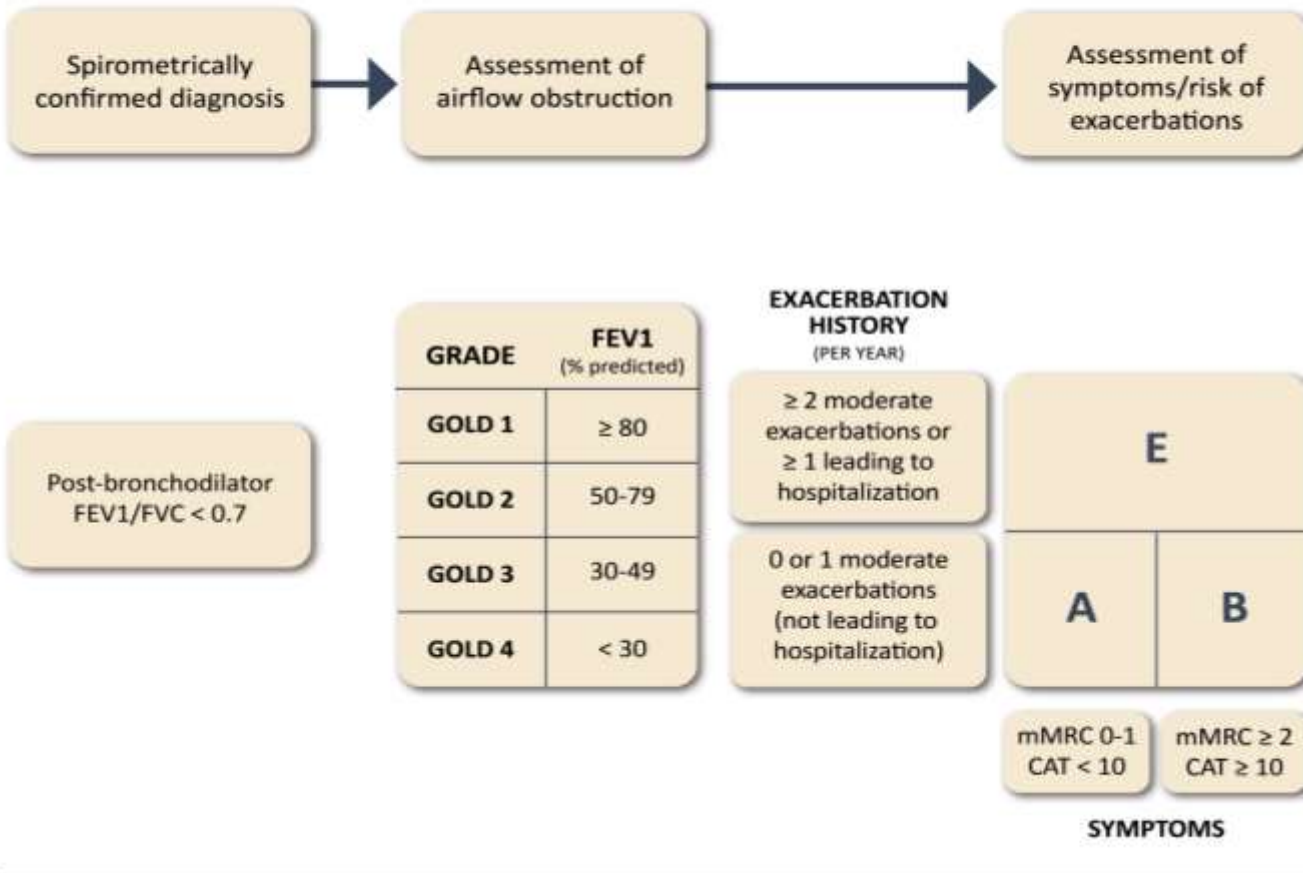 Spirometrically
confirmed diagnosis
Assessment of
airflow obstruction
Assessment of
symptoms/risk of
exacerbations
Post-bronchodilator
FEV1/FVC < 0.7
GRADE
FEV1
(% predicted)
GOLD 1
≥ 80
GOLD 2
50-79
GOLD 3
30-49
GOLD 4
< 30
EXACERBATION
HISTORY
(PER YEAR)
≥ 2 moderate
exacerbations or
≥ 1 leading to
hospitalization
0 or 1 moderate
exacerbations
(not leading to
hospitalization)
E
A
B
mMRC 0-1
CAT < 10
mMRC ≥ 2
CAT ≥ 10
SYMPTOMS